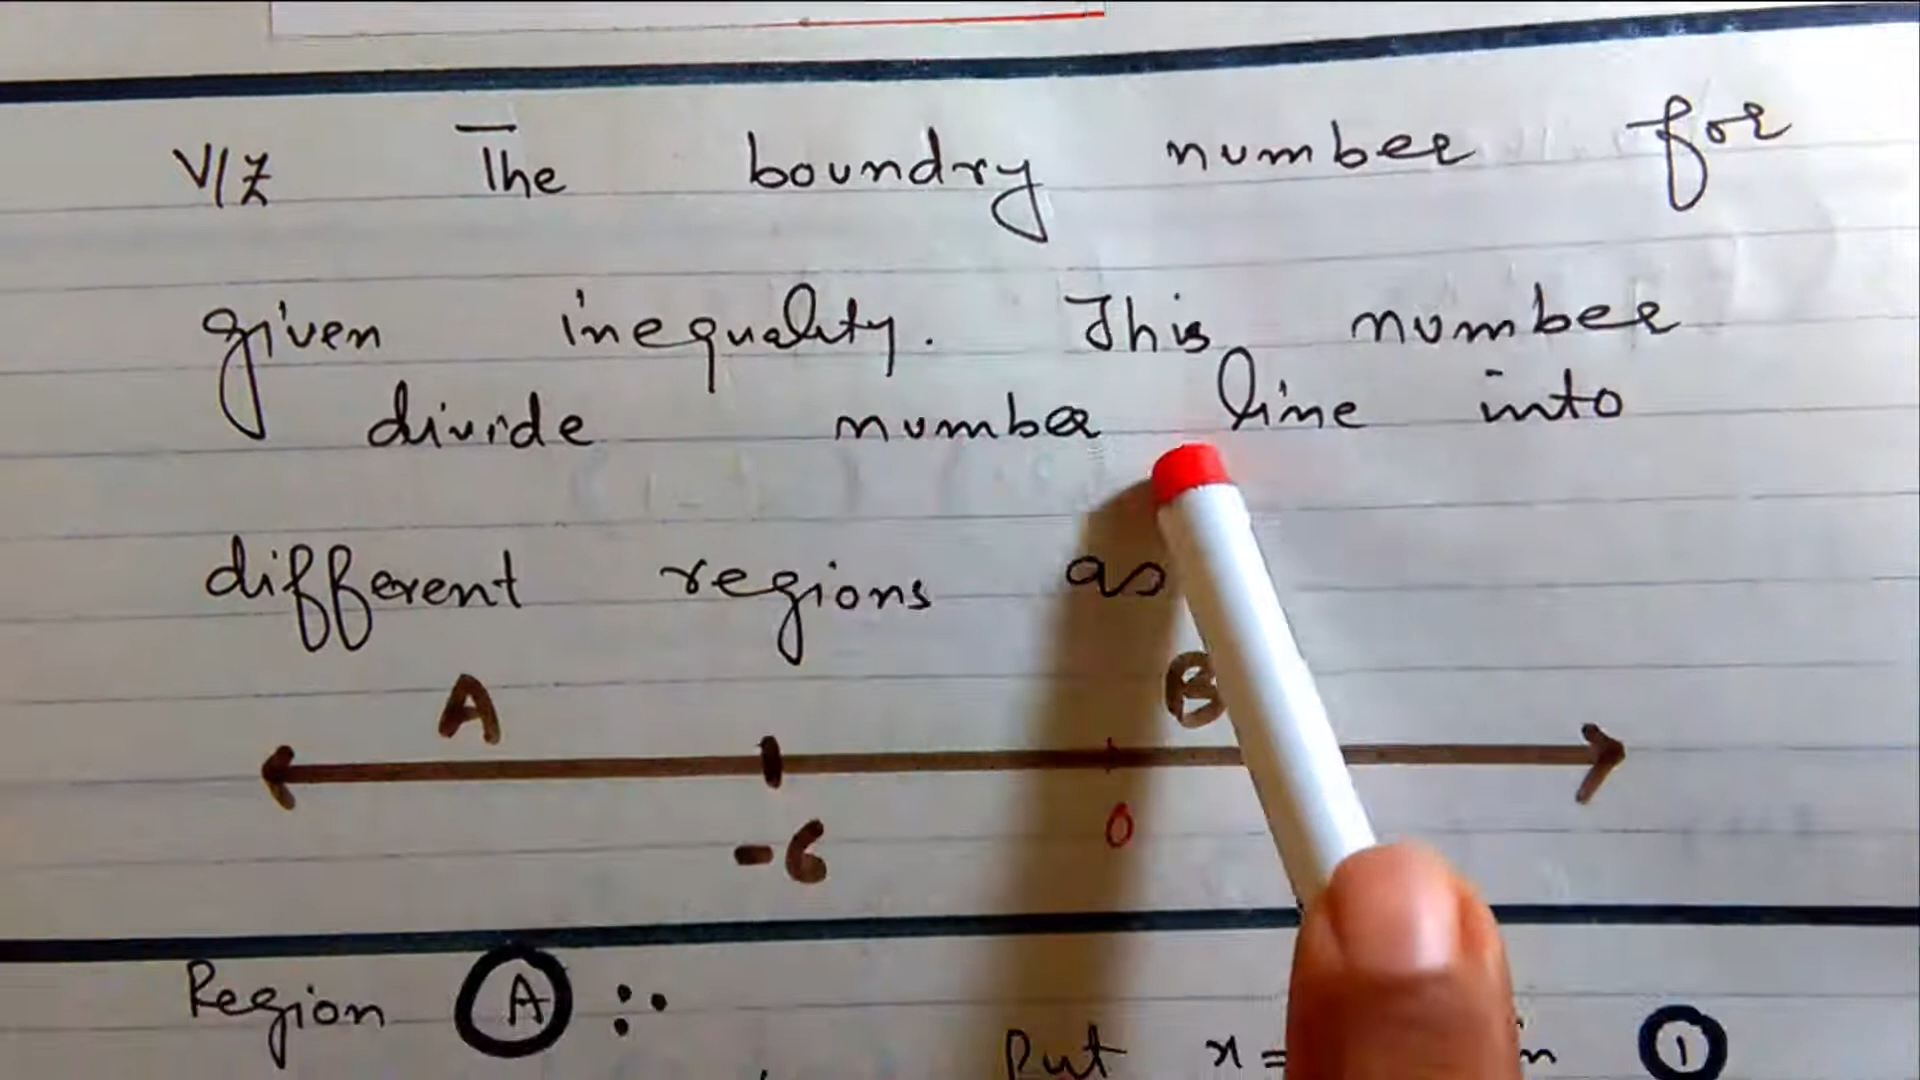 The boundry number for
given inequality. This number
divide number line into
different regions as
A B
-6 0
Region A
Put x = in 1